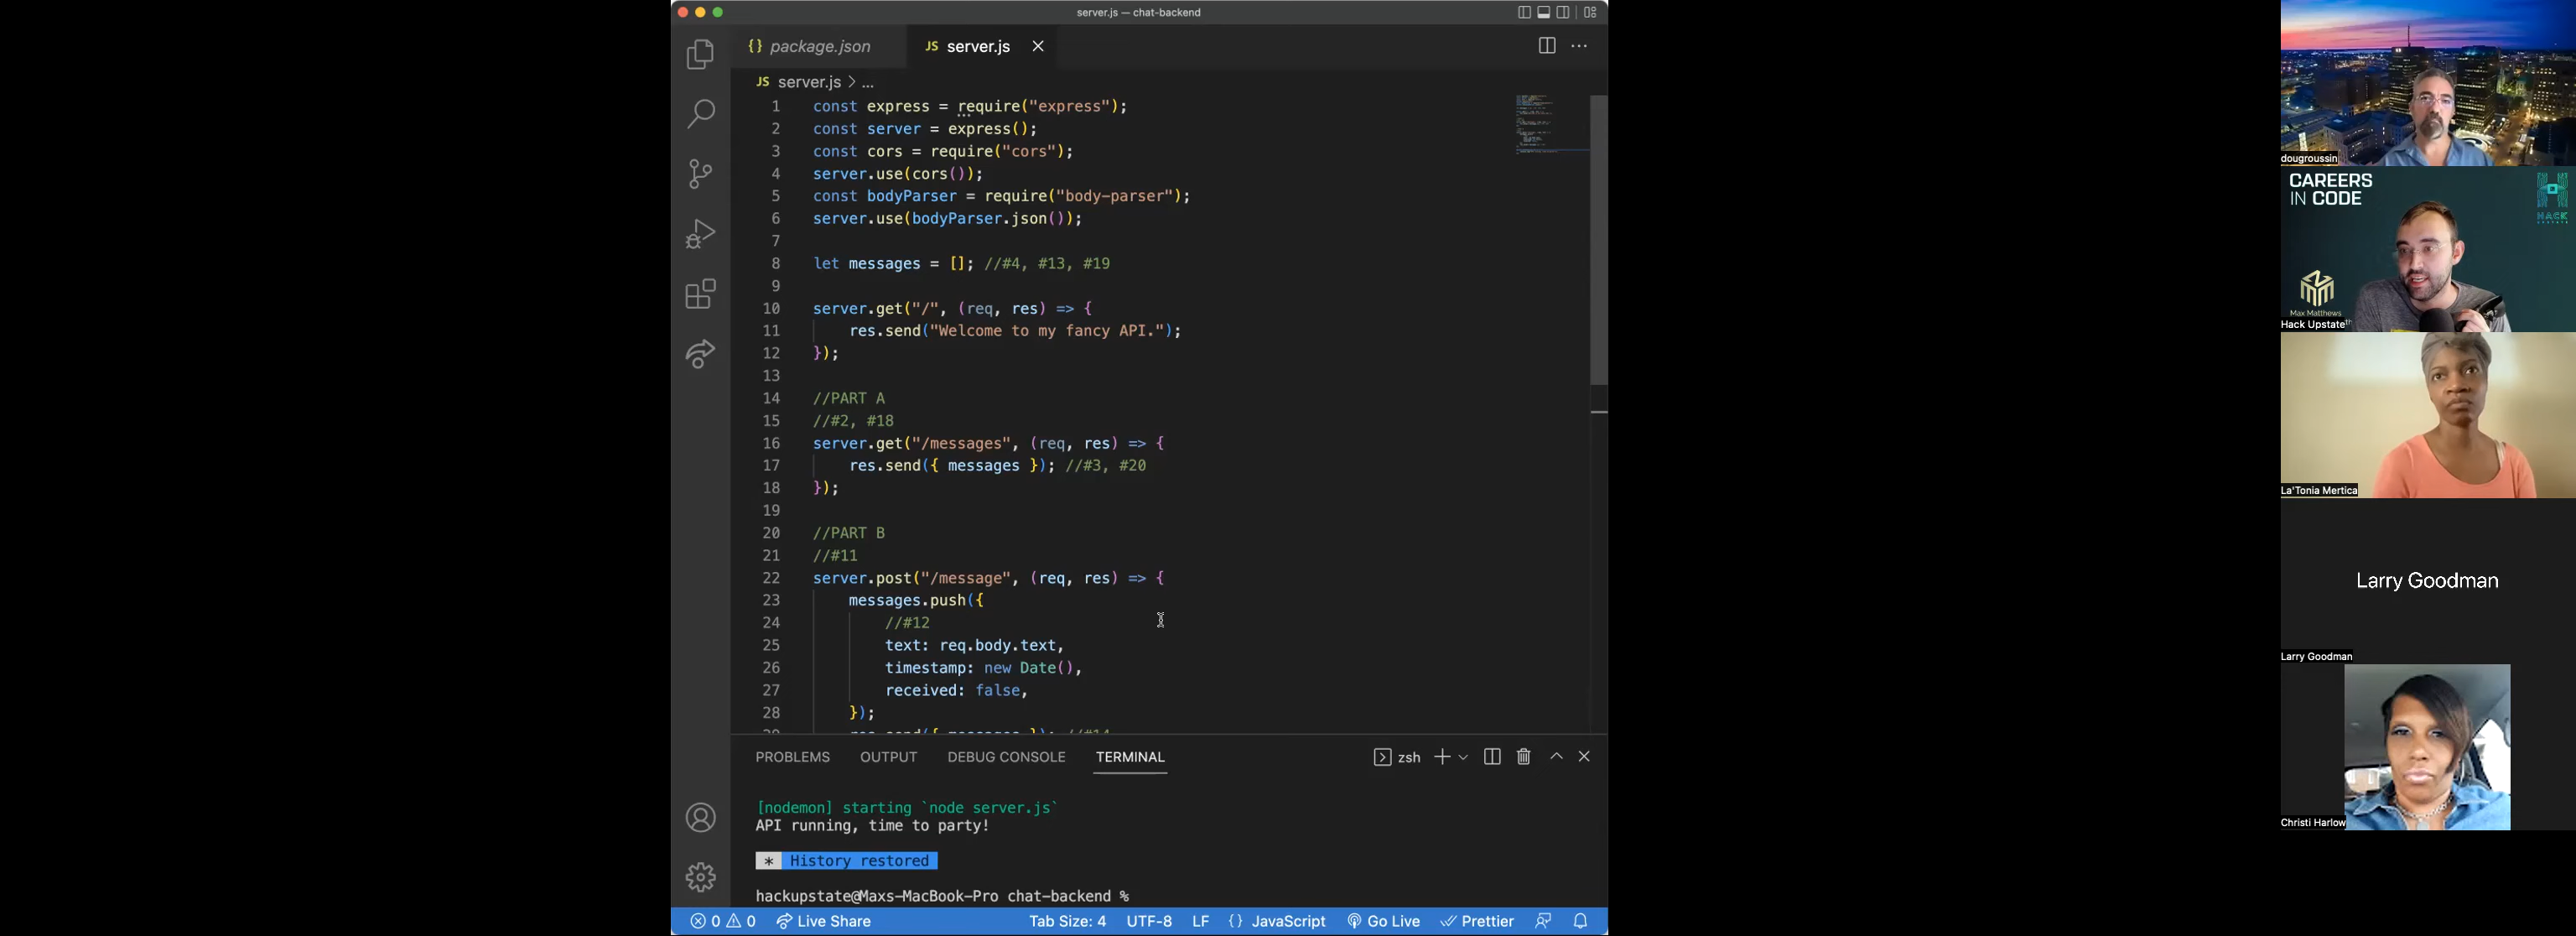 server.js — chat-backend
{} package.json
JS server.js
JS server.js > ...
1 const express = require("express");
2 const server = express();
3 const cors = require("cors");
4 server.use(cors());
5 const bodyParser = require("body-parser");
6 server.use(bodyParser.json());
7
8 let messages = []; //#4, #13, #19
9
10 server.get("/", (req, res) => {
11 res.send("Welcome to my fancy API.");
12 });
13
14 //PART A
15 //#2, #18
16 server.get("/messages", (req, res) => {
17 res.send({ messages }); //#3, #20
18 });
19
20 //PART B
21 //#11
22 server.post("/message", (req, res) => {
23 messages.push({
24 //#12
25 text: req.body.text,
26 timestamp: new Date(),
27 received: false,
28 });
29 res.send({ messages }); //#14
PROBLEMS OUTPUT DEBUG CONSOLE TERMINAL zsh
[nodemon] starting `node server.js`
API running, time to party!
* History restored
hackupstate@Maxs-MacBook-Pro chat-backend %
0 0 Live Share Tab Size: 4 UTF-8 LF {} JavaScript Go Live Prettier
dougroussin
CAREERS
IN CODE
HACK
UPSTATE
Max Matthews
Hack Upstate
La'Tonia Mertica
Larry Goodman
Larry Goodman
Christi Harlow